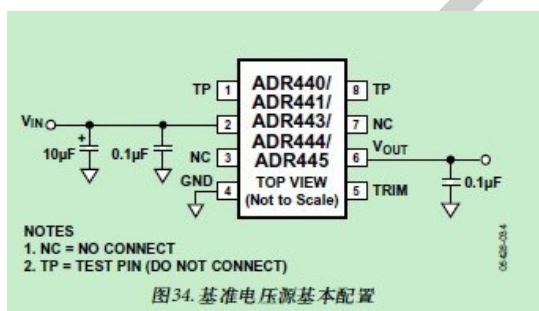 TP 1
ADR440/
ADR441/
ADR443/
ADR444/
ADR445
TOP VIEW
(Not to Scale)
8 TP
VIN
2
7 NC
10µF
+
0.1µF
NC 3
6 VOUT
GND
4
5 TRIM
0.1µF
NOTES
1. NC = NO CONNECT
2. TP = TEST PIN (DO NOT CONNECT)
05428-034
图34. 基准电压源基本配置